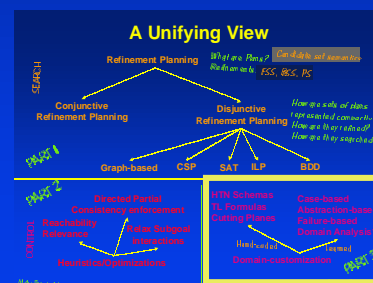 A Unifying View
SEARCH
Refinement Planning
What are Plans?
Refinements?
Candidate set semantics
FSS, BSS, PS
Conjunctive
Refinement Planning
Disjunctive
Refinement Planning
How are sets of plans
represented compactly?
How are they refined?
How are they searched
PART 1
Graph-based
CSP
SAT
ILP
BDD
PART 2
CONTROL
Directed Partial
Consistency enforcement
Reachability
Relevance
Relax Subgoal
interactions
Heuristics/Optimizations
HTN Schemas
TL Formulas
Cutting Planes
Case-based
Abstraction-base
Failure-based
Domain Analysis
Hand-coded
Learned
Domain-customization
PART